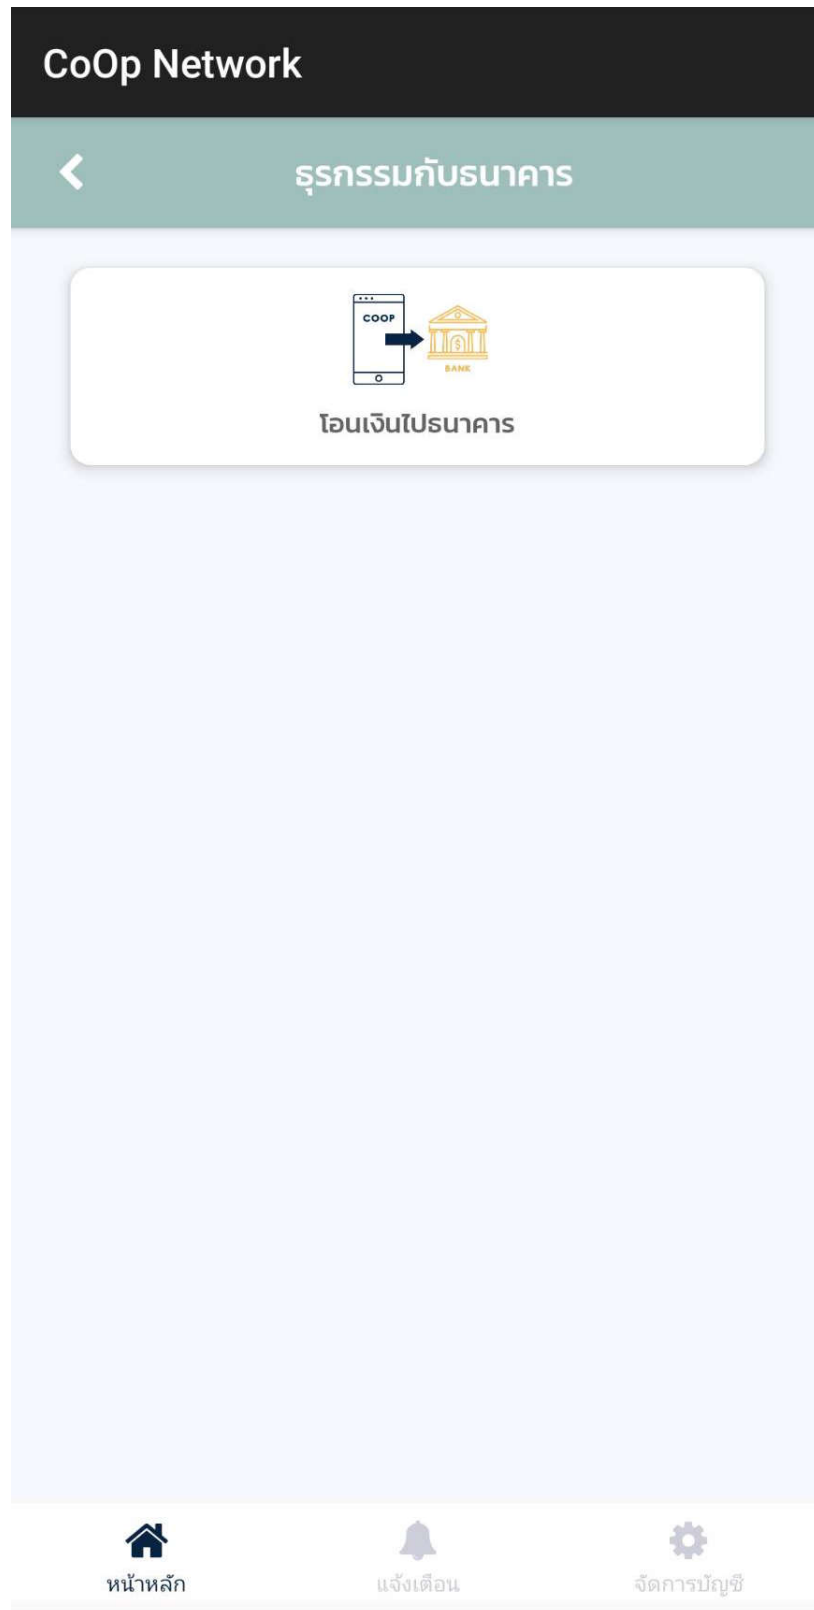 CoOp Network
ธุรกรรมกับธนาคาร
COOP
BANK
โอนเงินไปธนาคาร
หน้าหลัก
แจ้งเตือน
จัดการบัญชี